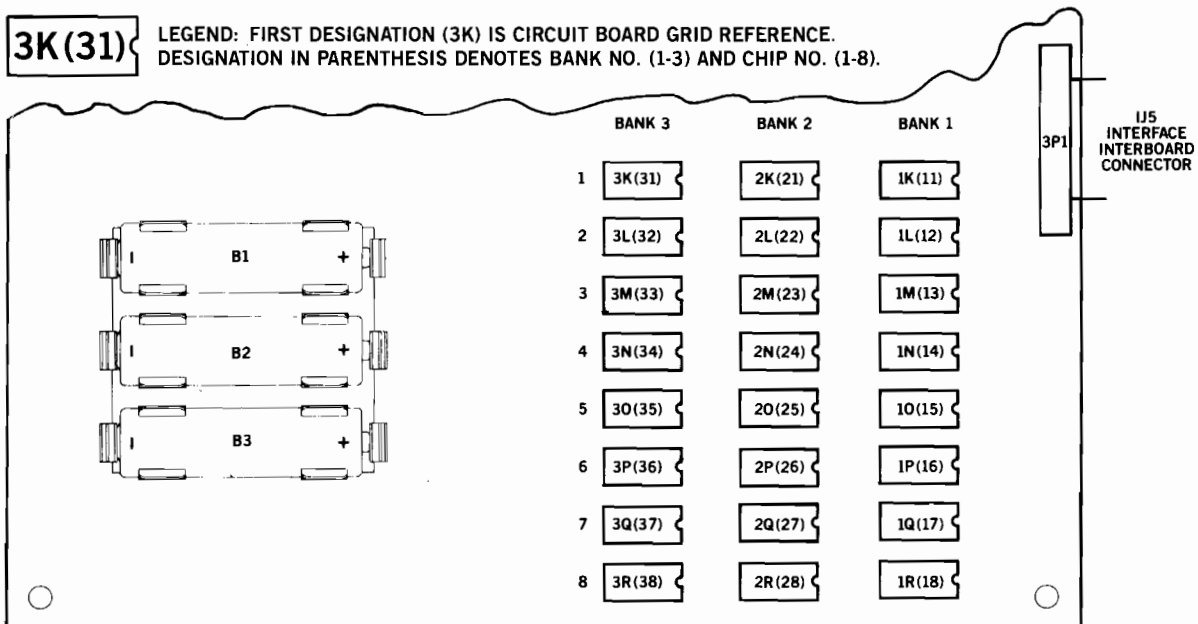 3K(31)
LEGEND: FIRST DESIGNATION (3K) IS CIRCUIT BOARD GRID REFERENCE.
DESIGNATION IN PARENTHESIS DENOTES BANK NO. (1-3) AND CHIP NO. (1-8).
BANK 3 BANK 2 BANK 1
3P1
1J5
INTERFACE
INTERBOARD
CONNECTOR
1 3K(31) 2K(21) 1K(11)
2 3L(32) 2L(22) 1L(12)
3 3M(33) 2M(23) 1M(13)
4 3N(34) 2N(24) 1N(14)
5 3O(35) 2O(25) 1O(15)
6 3P(36) 2P(26) 1P(16)
7 3Q(37) 2Q(27) 1Q(17)
8 3R(38) 2R(28) 1R(18)
- B1 +
- B2 +
- B3 +